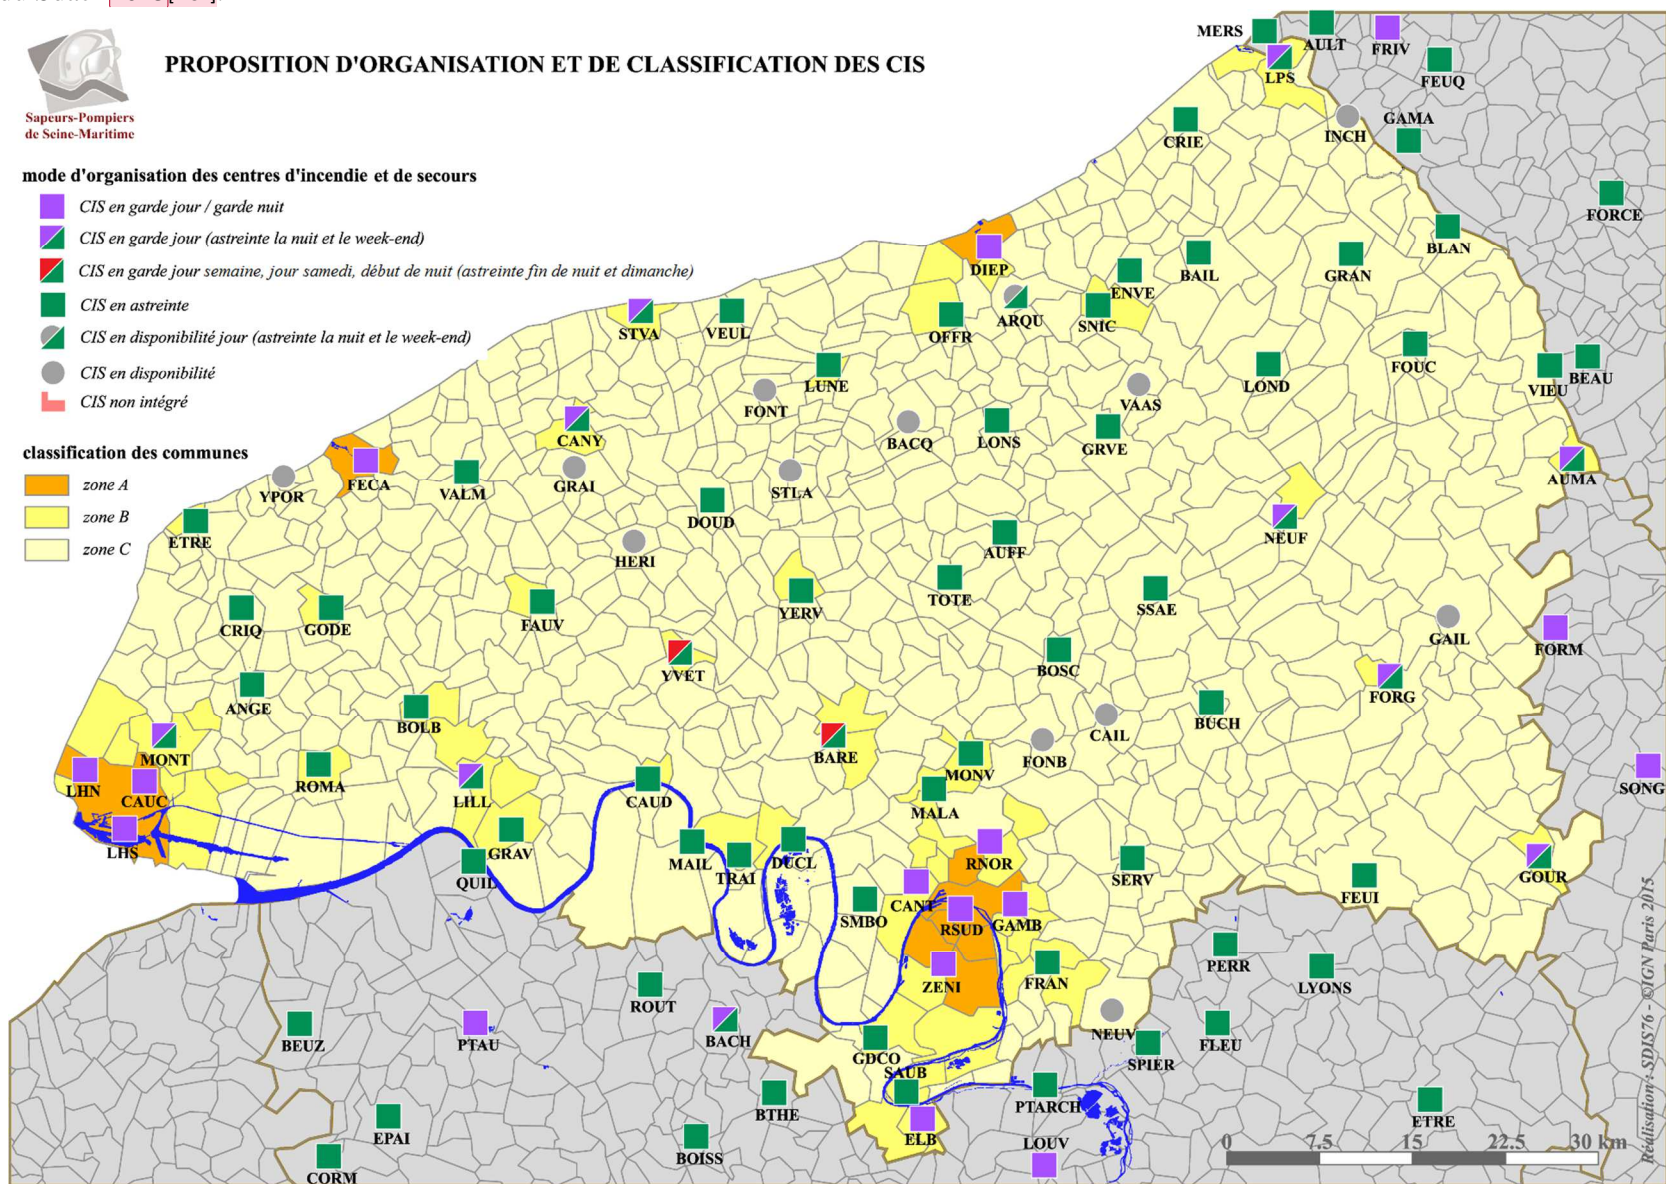 PROPOSITION D'ORGANISATION ET DE CLASSIFICATION DES CIS
Sapeurs-Pompiers
de Seine-Maritime
mode d'organisation des centres d'incendie et de secours
CIS en garde jour / garde nuit
CIS en garde jour (astreinte la nuit et le week-end)
CIS en garde jour semaine, jour samedi, début de nuit (astreinte fin de nuit et dimanche)
CIS en astreinte
CIS en disponibilité jour (astreinte la nuit et le week-end)
CIS en disponibilité
CIS non intégré
classification des communes
zone A
zone B
zone C
MERS
AULT
FRIV
FEUQ
LPS
GAMA
INCH
CRIE
FORCE
BLAN
DIEP
BAIL
GRAN
ENVE
ARQU
SNIC
OFFR
STVA
VEUL
LUNE
FOUC
VIEU
BEAU
LOND
VAAS
FONT
BACQ
LONS
GRVE
CANY
AUMA
FECA
YPOR
VALM
GRAI
STLA
DOUD
NEUF
ETRE
HERI
AUFF
TOTE
SSAE
YERV
CRIQ
GODE
FAUV
GAIL
FORM
YVET
BOSC
FORG
ANGE
BOLB
BUCH
CAIL
MONT
BARE
MONV
FONB
LHN
CAUC
ROMA
LILL
CAUD
MALA
SONG
LHS
GRAV
QUIL
MAIL
TRAI
DUCL
RNOR
SERV
FEUI
GOUR
CANT
SMBO
RSUD
GAMB
ZENI
FRAN
PERR
LYONS
ROUT
BEUZ
PTAU
BACH
NEUV
FLEU
SPIER
GDCO
SAUB
BTHE
PTARCH
ETRE
EPAI
ELB
LOUV
BOISS
CORM
0 7.5 15 22.5 30 km
Réalisation : SDIS76 - ©IGN Paris 2015